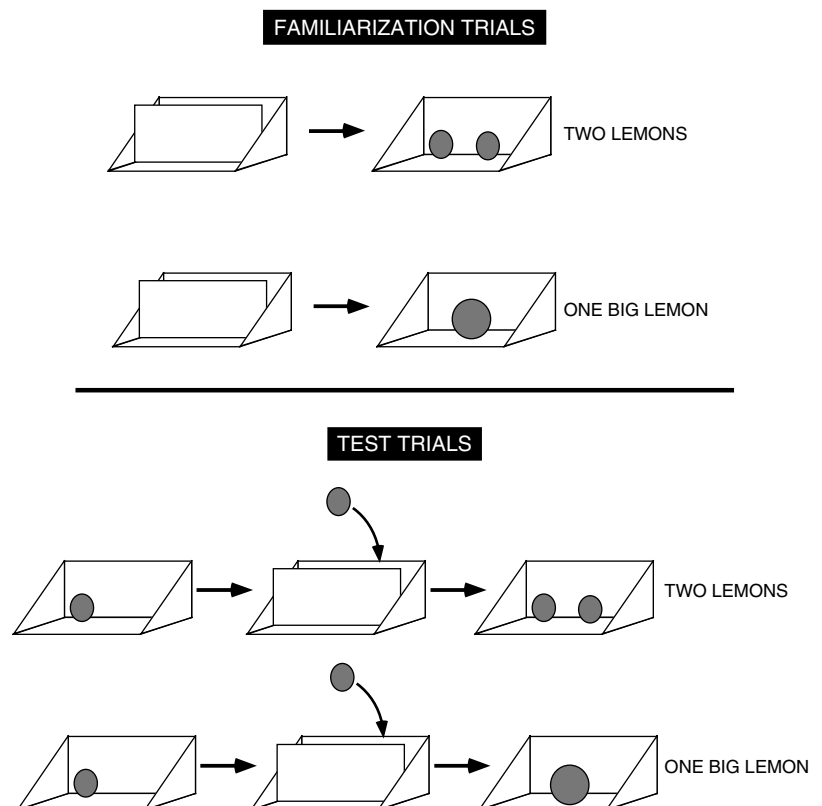 FAMILIARIZATION TRIALS
TWO LEMONS
ONE BIG LEMON
TEST TRIALS
TWO LEMONS
ONE BIG LEMON